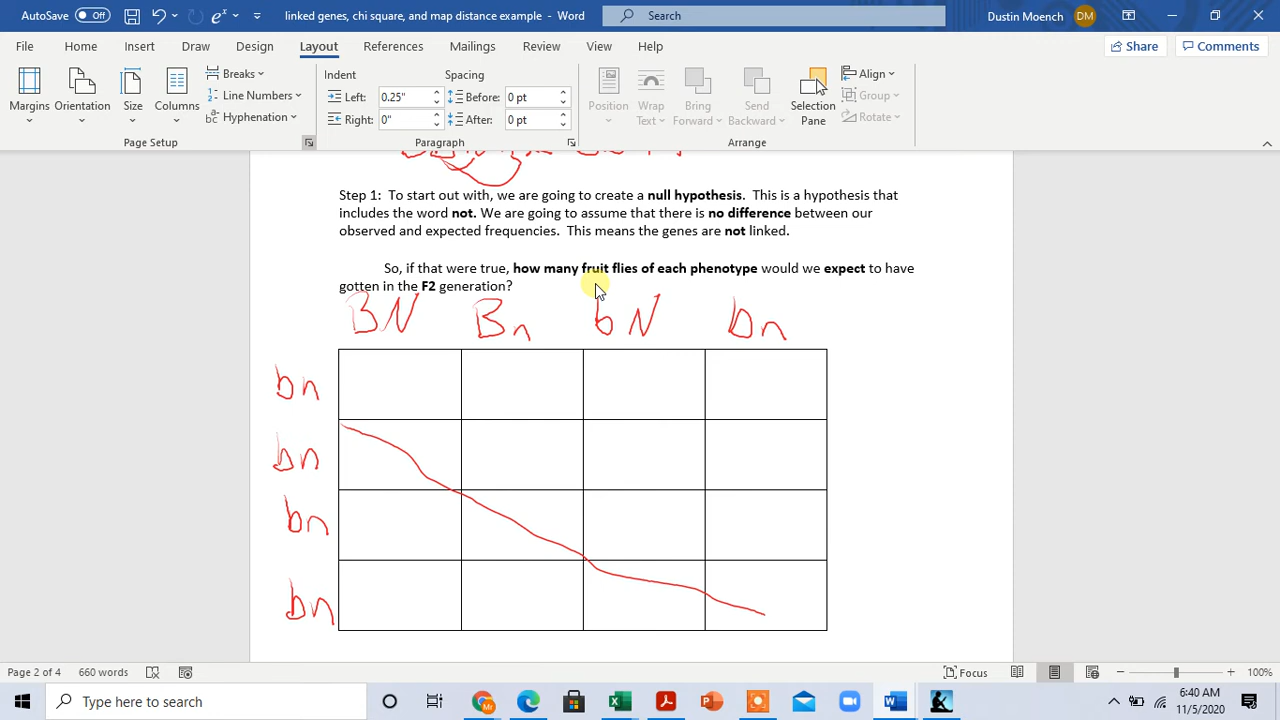 AutoSave Off linked genes, chi square, and map distance example - Word Search Dustin Moench DM
File Home Insert Draw Design Layout References Mailings Review View Help Share Comments
Margins Orientation Size Columns Breaks Line Numbers Hyphenation
Indent Spacing
Left: 0.25" Before: 0 pt
Right: 0" After: 0 pt
Position Wrap Text Bring Forward Send Backward Selection Pane Align Group Rotate
Page Setup Paragraph Arrange
Step 1: To start out with, we are going to create a null hypothesis. This is a hypothesis that
includes the word not. We are going to assume that there is no difference between our
observed and expected frequencies. This means the genes are not linked.
So, if that were true, how many fruit flies of each phenotype would we expect to have
gotten in the F2 generation?
BN Bn bN bn
bn
bn
bn
bn
Page 2 of 4 660 words Focus 100%
Type here to search 6:40 AM
11/5/2020